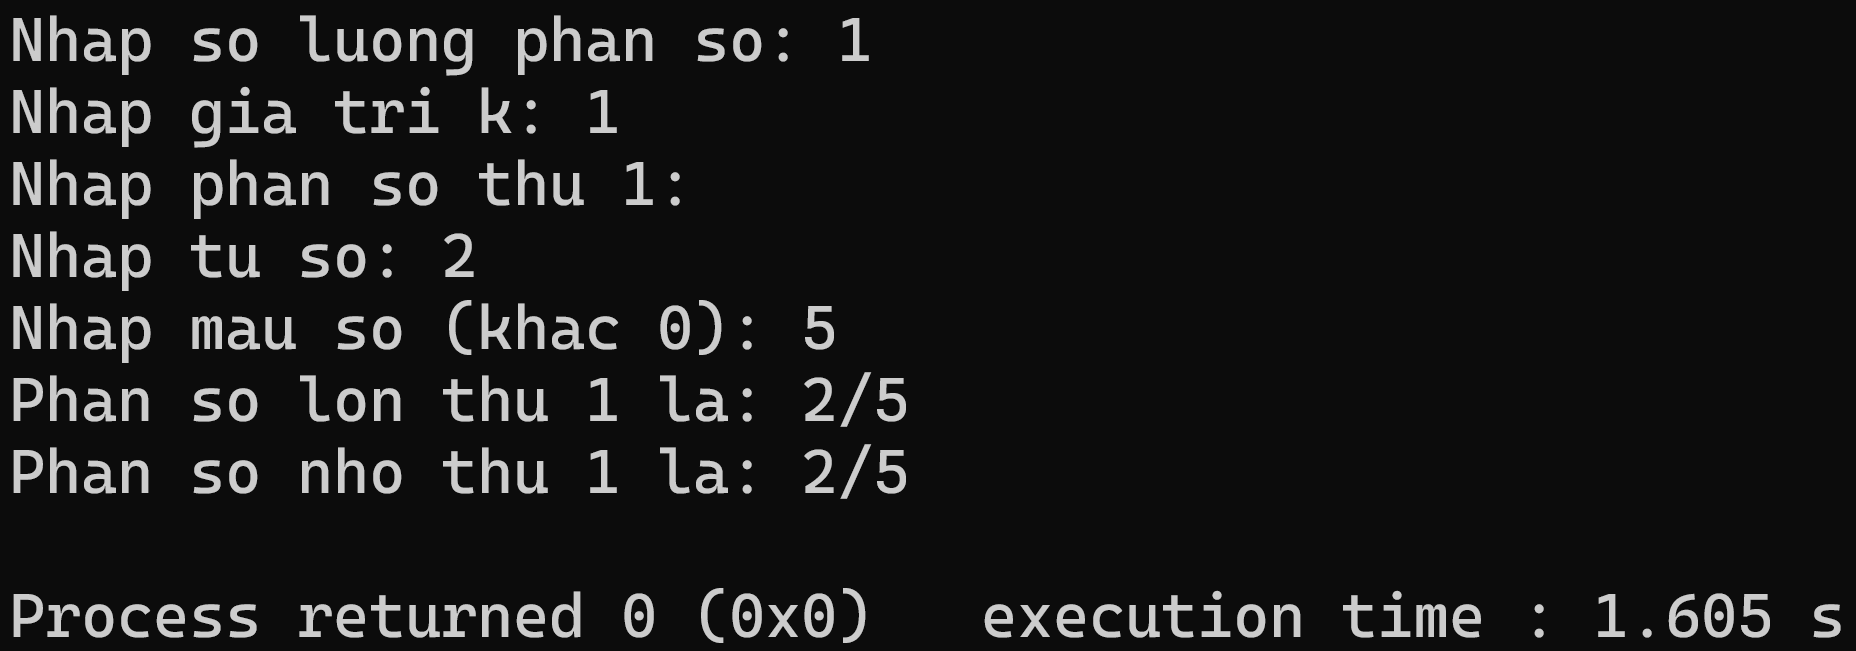 Nhap so luong phan so: 1
Nhap gia tri k: 1
Nhap phan so thu 1:
Nhap tu so: 2
Nhap mau so (khac 0): 5
Phan so lon thu 1 la: 2/5
Phan so nho thu 1 la: 2/5
Process returned 0 (0x0)   execution time : 1.605 s